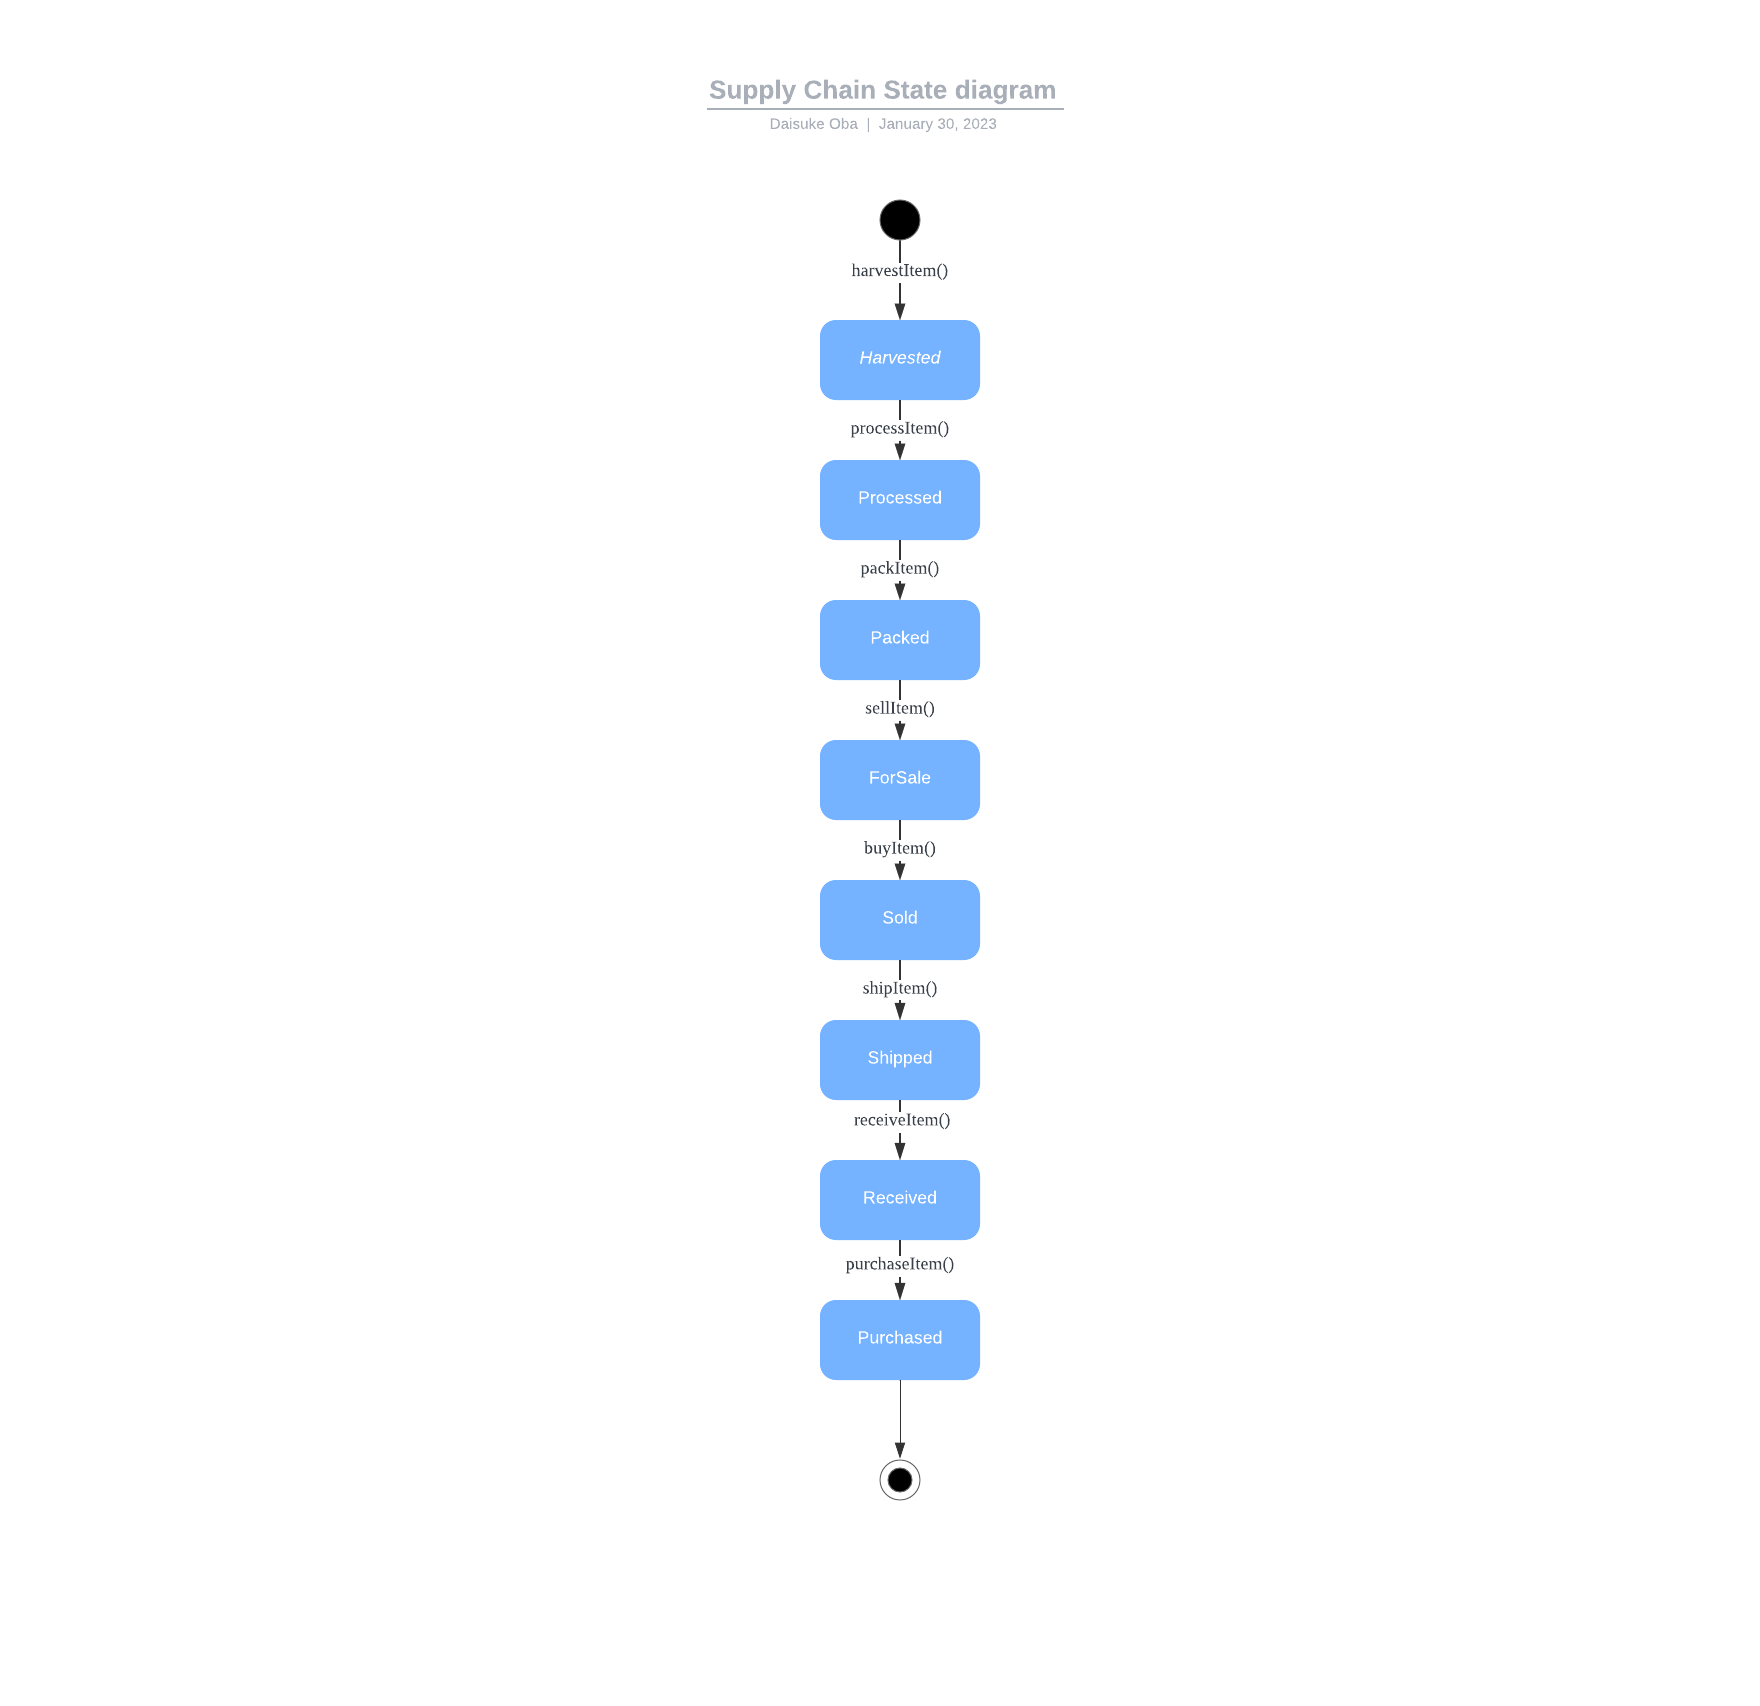 Supply Chain State diagram
Daisuke Oba | January 30, 2023
harvestItem()
Harvested
processItem()
Processed
packItem()
Packed
sellItem()
ForSale
buyItem()
Sold
shipItem()
Shipped
receiveItem()
Received
purchaseItem()
Purchased